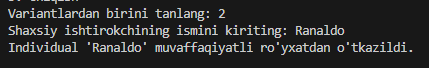 Variantlardan birini tanlang: 2
Shaxsiy ishtirokchining ismini kiriting: Ranaldo
Individual 'Ranaldo' muvaffaqiyatli ro'yxatdan o'tkazildi.